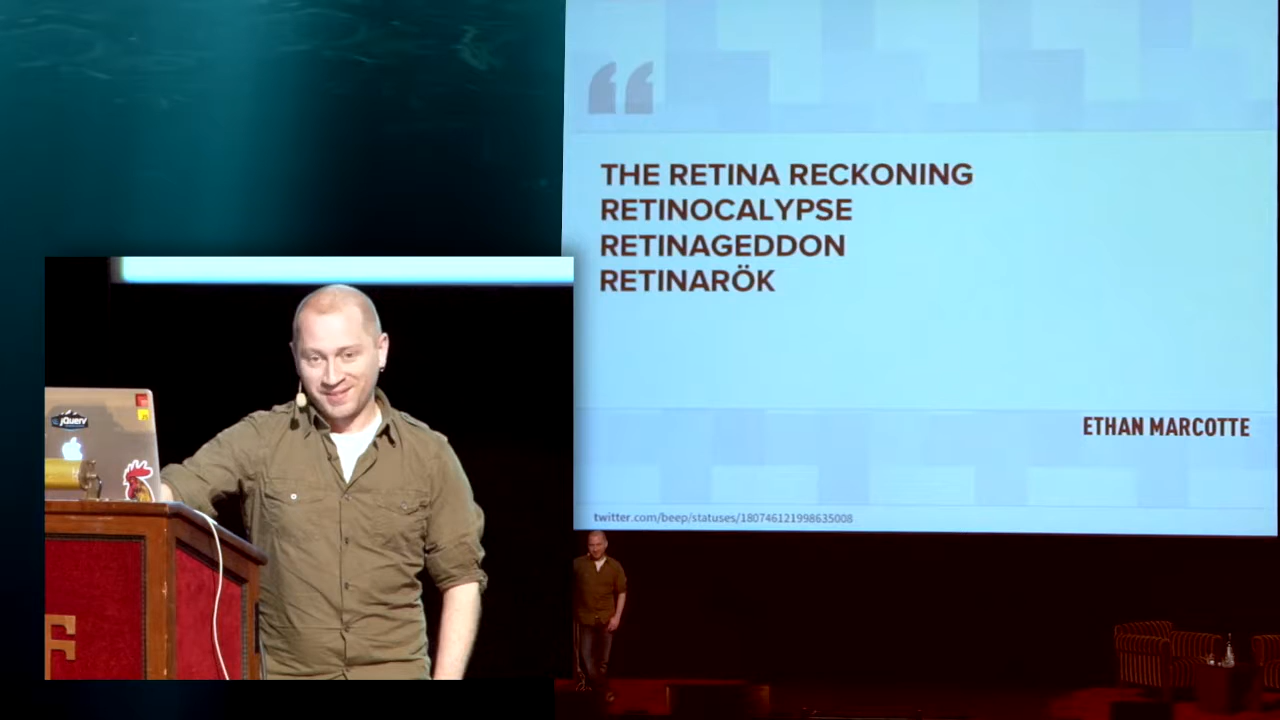 “
THE RETINA RECKONING
RETINOCALYPSE
RETINAGEDDON
RETINARÖK
ETHAN MARCOTTE
twitter.com/beep/statuses/180746121998635008
jQuery
F